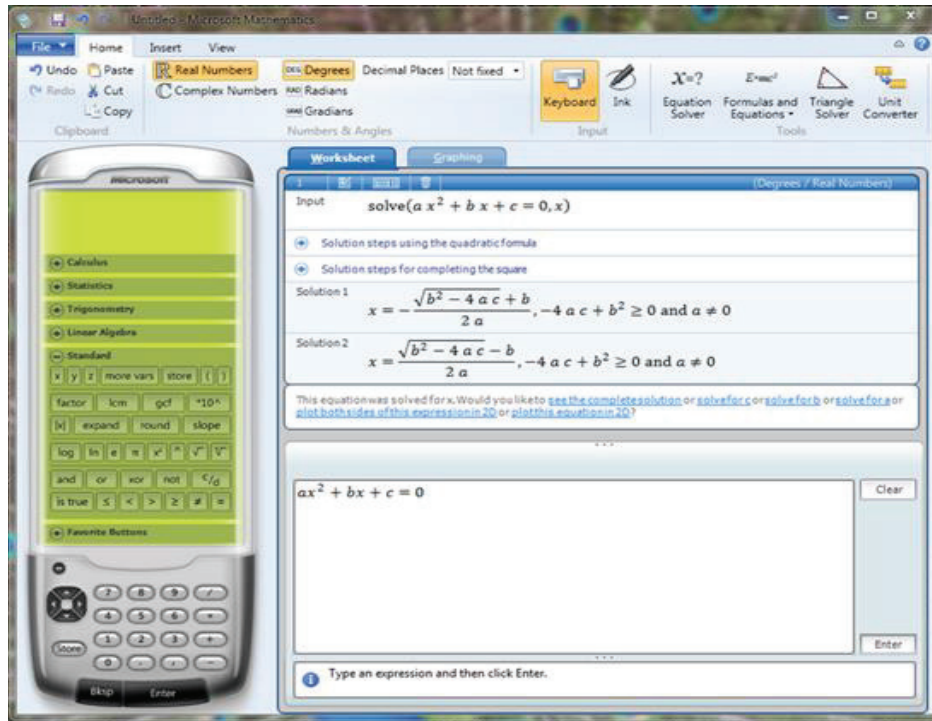 Untitled - Microsoft Mathematics
File Home Insert View
Undo Paste Real Numbers Degrees Decimal Places Not fixed X=? E=mc²
Redo Cut Complex Numbers Radians Keyboard Ink Equation Solver Formulas and Equations Triangle Solver Unit Converter
Copy Gradians
Clipboard Numbers & Angles Input Tools
MICROSOFT
Calculus
Statistics
Trigonometry
Linear Algebra
Standard
x y z more vars store ( )
factor lcm gcf *10^
|x| expand round slope
log ln e π x² ^ √ ∛
and or xor not c/d
is true ≤ < > ≥ ≠ =
Favorite Buttons
7 8 9 /
4 5 6 *
Store 1 2 3 +
0 . , −
Bksp Enter
Worksheet Graphing
1 (Degrees / Real Numbers)
Input solve(a x² + b x + c = 0, x)
Solution steps using the quadratic formula
Solution steps for completing the square
Solution 1 x = − (√(b² − 4 a c) + b) / (2 a), −4 a c + b² ≥ 0 and a ≠ 0
Solution 2 x = (√(b² − 4 a c) − b) / (2 a), −4 a c + b² ≥ 0 and a ≠ 0
This equation was solved for x. Would you like to see the complete solution or solve for c or solve for b or solve for a or
plot both sides of this expression in 2D or plot this equation in 2D?
ax² + bx + c = 0 Clear
Enter
Type an expression and then click Enter.